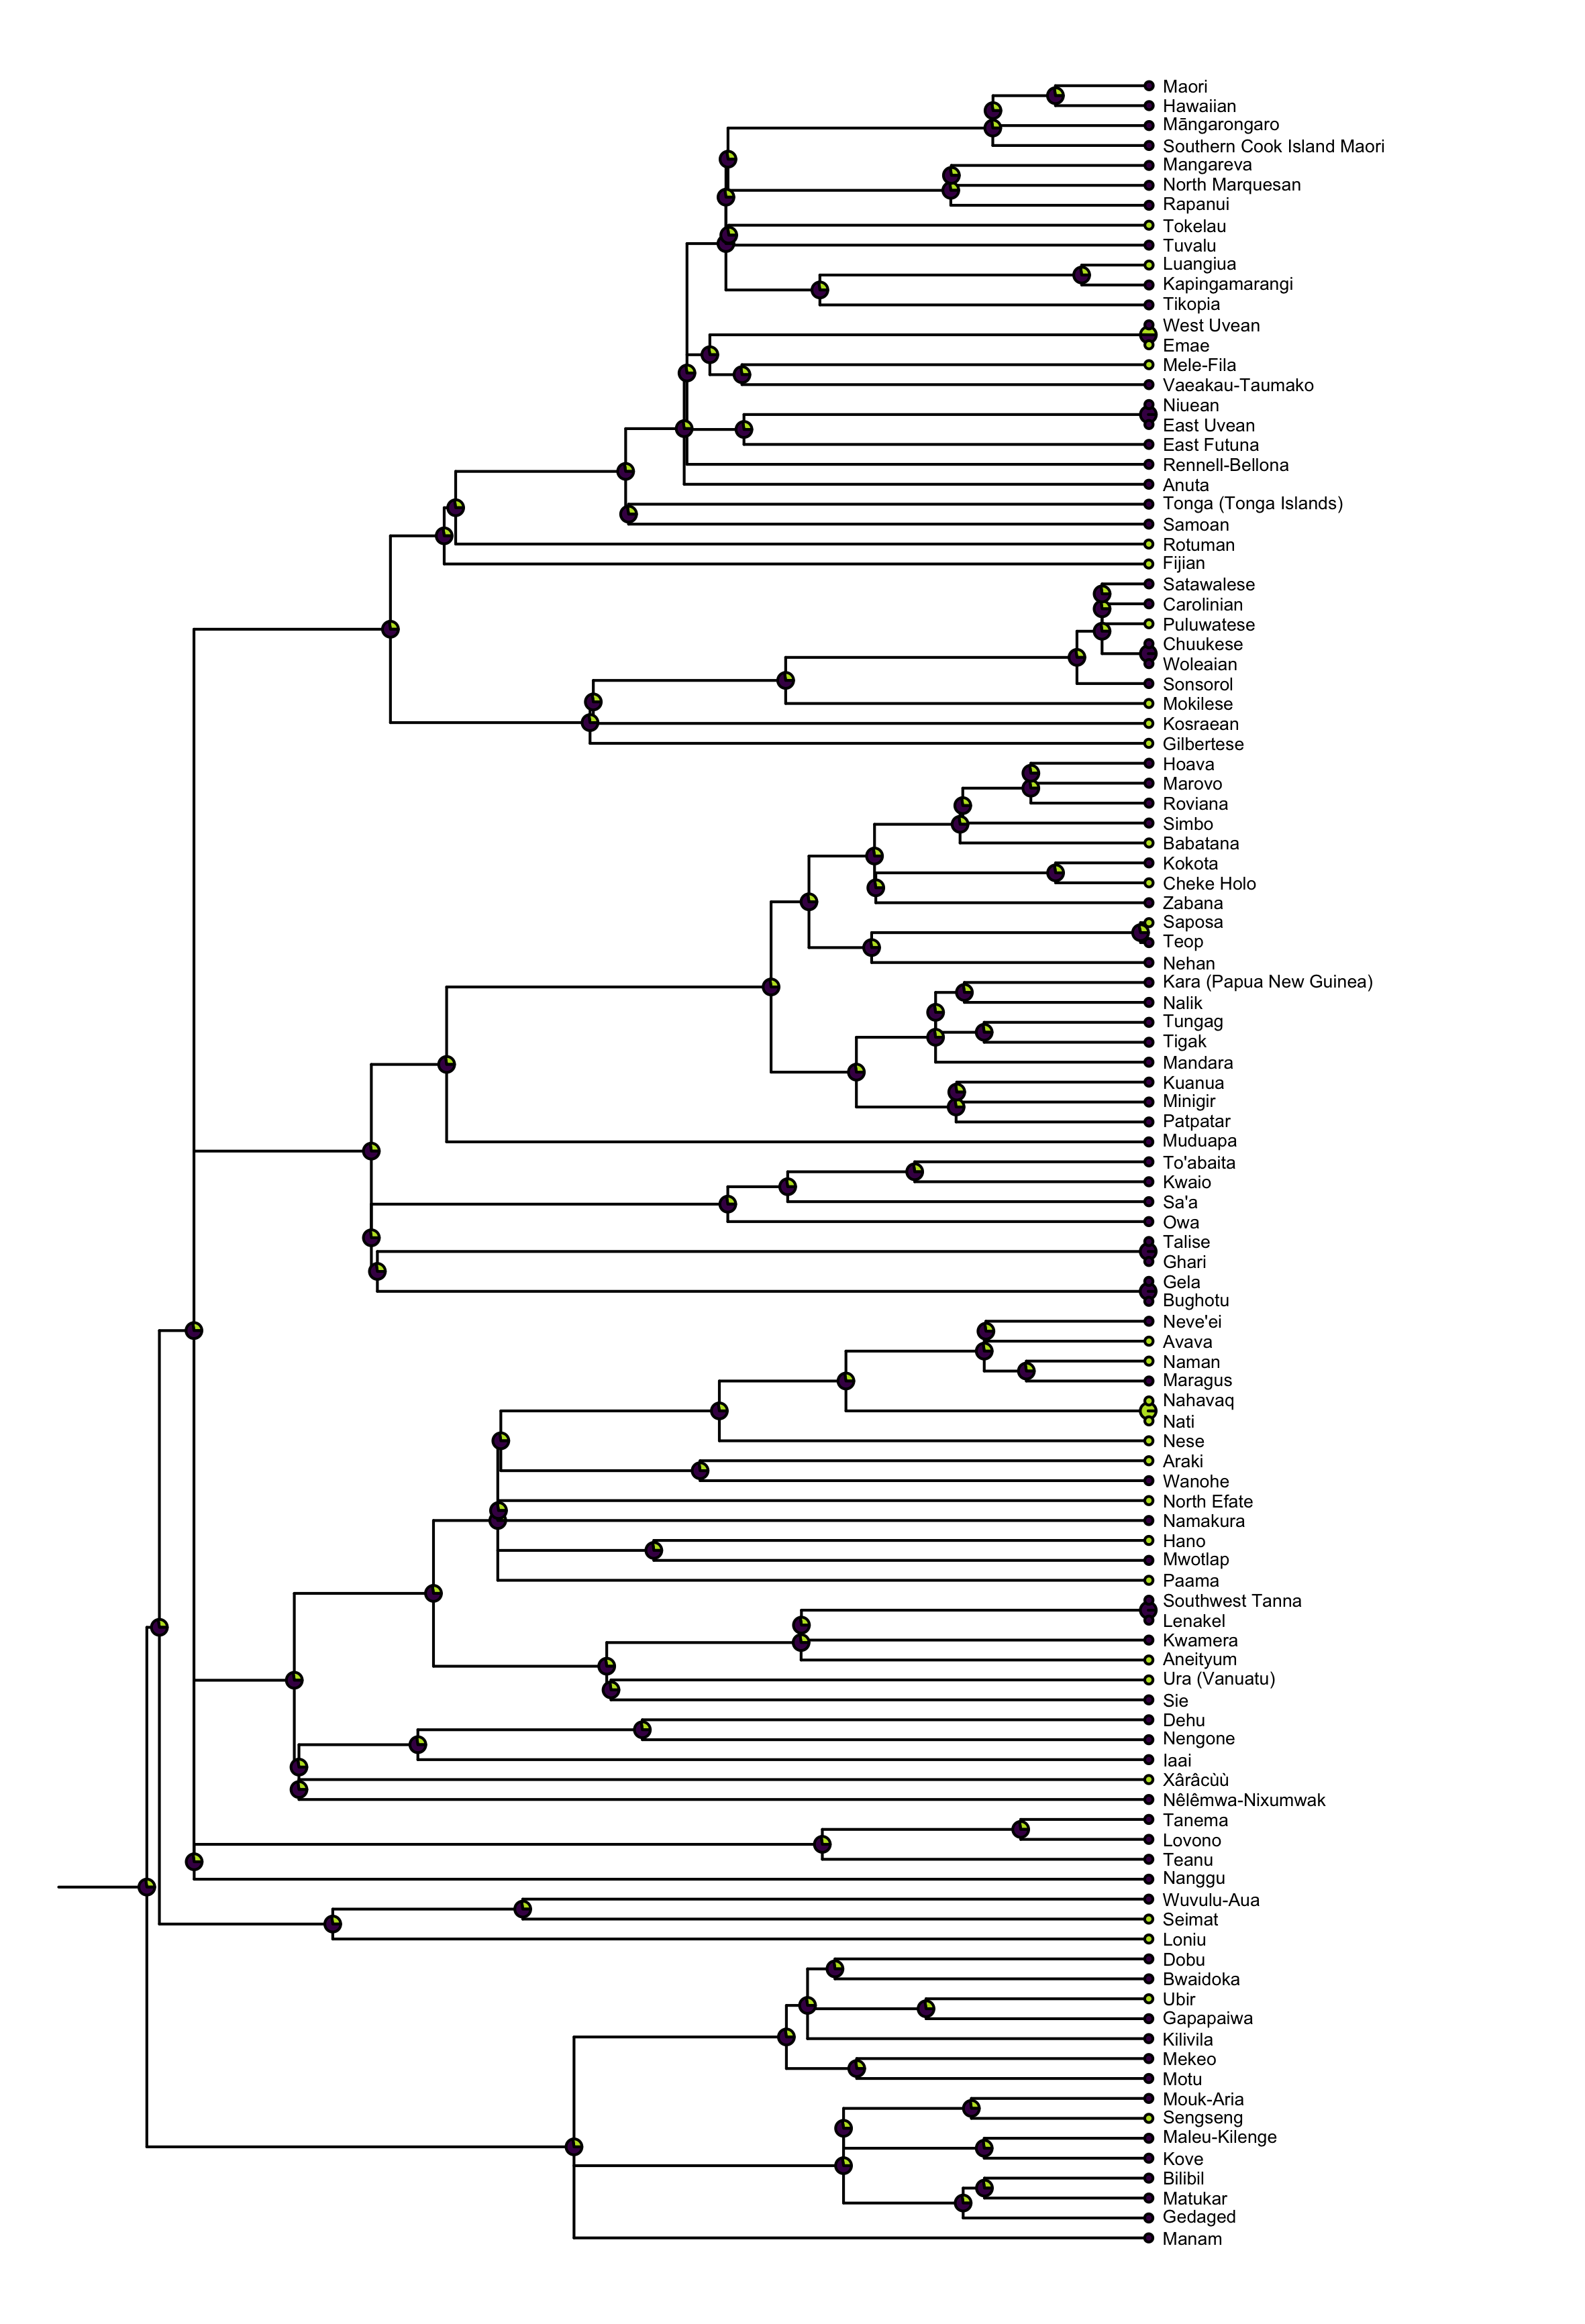 Maori
Hawaiian
Māngarongaro
Southern Cook Island Maori
Mangareva
North Marquesan
Rapanui
Tokelau
Tuvalu
Luangiua
Kapingamarangi
Tikopia
West Uvean
Emae
Mele-Fila
Vaeakau-Taumako
Niuean
East Uvean
East Futuna
Rennell-Bellona
Anuta
Tonga (Tonga Islands)
Samoan
Rotuman
Fijian
Satawalese
Carolinian
Puluwatese
Chuukese
Woleaian
Sonsorol
Mokilese
Kosraean
Gilbertese
Hoava
Marovo
Roviana
Simbo
Babatana
Kokota
Cheke Holo
Zabana
Saposa
Teop
Nehan
Kara (Papua New Guinea)
Nalik
Tungag
Tigak
Mandara
Kuanua
Minigir
Patpatar
Muduapa
To'abaita
Kwaio
Sa'a
Owa
Talise
Ghari
Gela
Bughotu
Neve'ei
Avava
Naman
Maragus
Nahavaq
Nati
Nese
Araki
Wanohe
North Efate
Namakura
Hano
Mwotlap
Paama
Southwest Tanna
Lenakel
Kwamera
Aneityum
Ura (Vanuatu)
Sie
Dehu
Nengone
Iaai
Xârâcùù
Nêlêmwa-Nixumwak
Tanema
Lovono
Teanu
Nanggu
Wuvulu-Aua
Seimat
Loniu
Dobu
Bwaidoka
Ubir
Gapapaiwa
Kilivila
Mekeo
Motu
Mouk-Aria
Sengseng
Maleu-Kilenge
Kove
Bilibil
Matukar
Gedaged
Manam